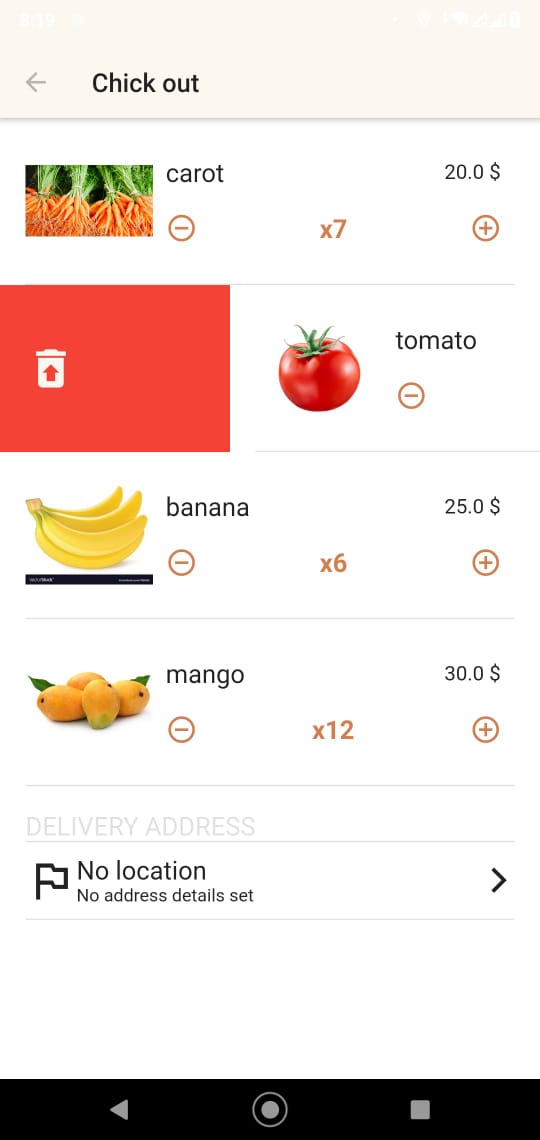 8:19
Chick out
carot
20.0 $
x7
tomato
banana
25.0 $
x6
VectorStock
mango
30.0 $
x12
DELIVERY ADDRESS
No location
No address details set